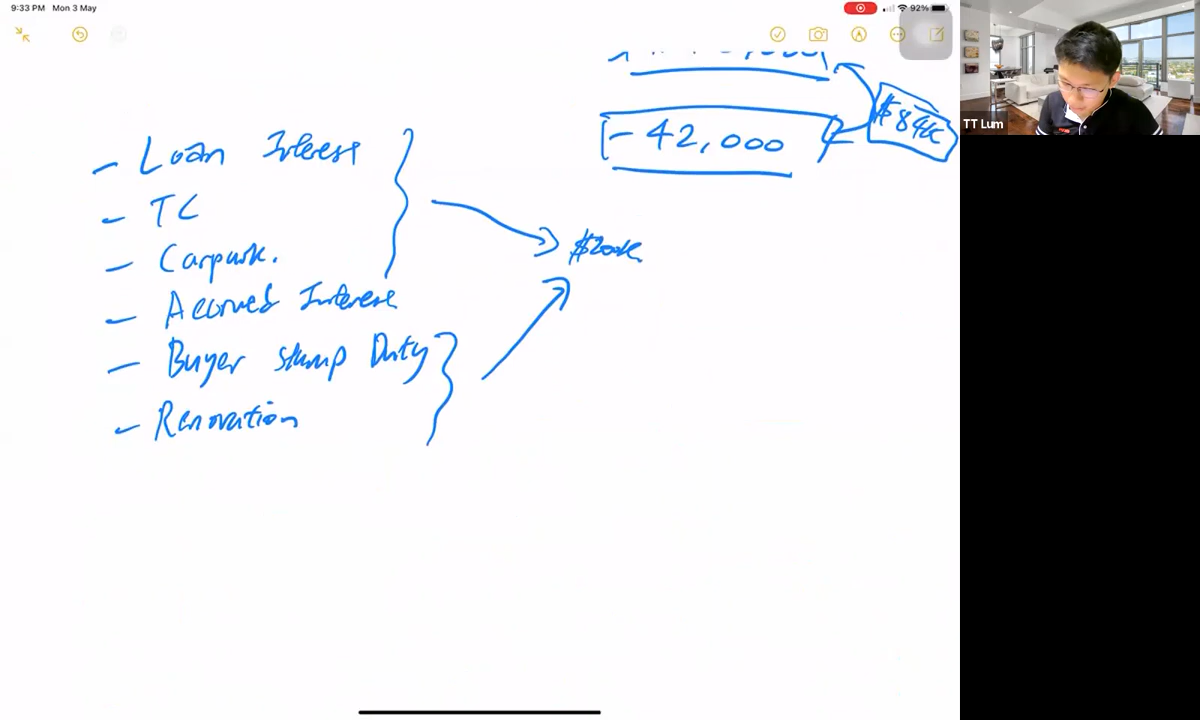 9:33 PM Mon 3 May
92%
TT Lum
$84k
- 42,000
- Loan Interest
- TC
- Carpark.
$200k
- Accrued Interest
- Buyer Stamp Duty
- Renovation